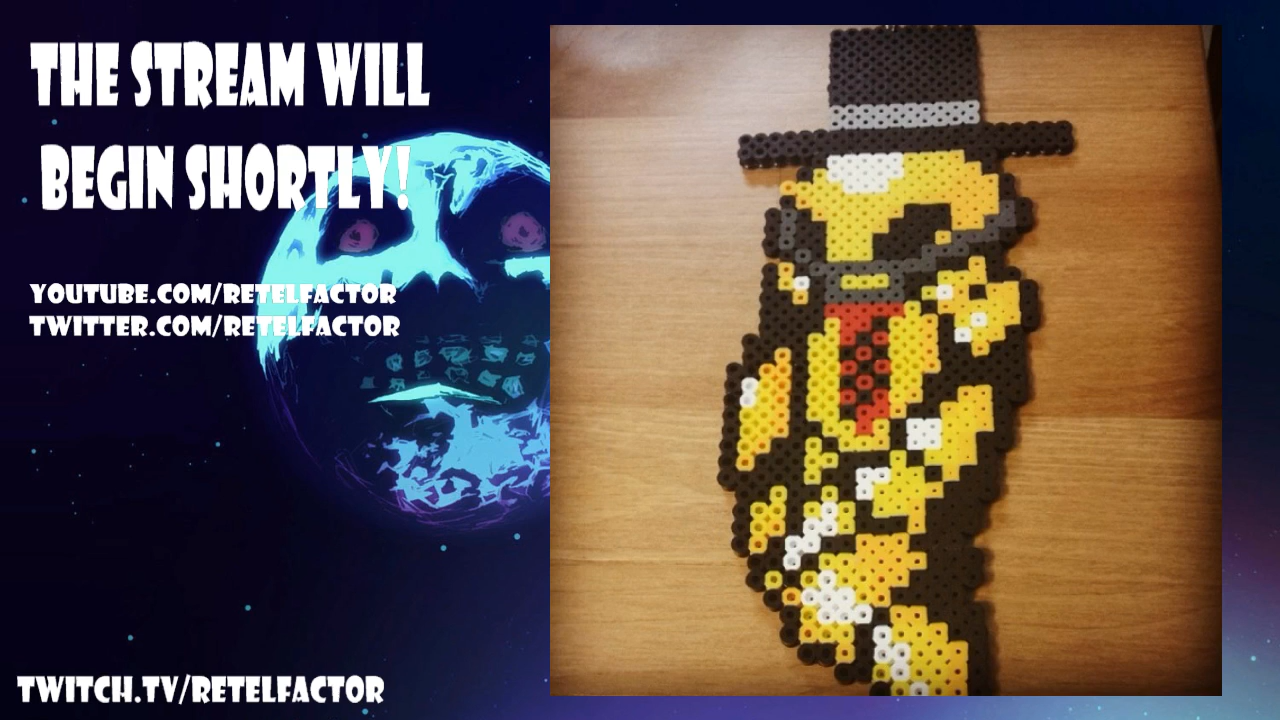 THE STREAM WILL
BEGIN SHORTLY!
YOUTUBE.COM/RETELFACTOR
TWITTER.COM/RETELFACTOR
TWITCH.TV/RETELFACTOR